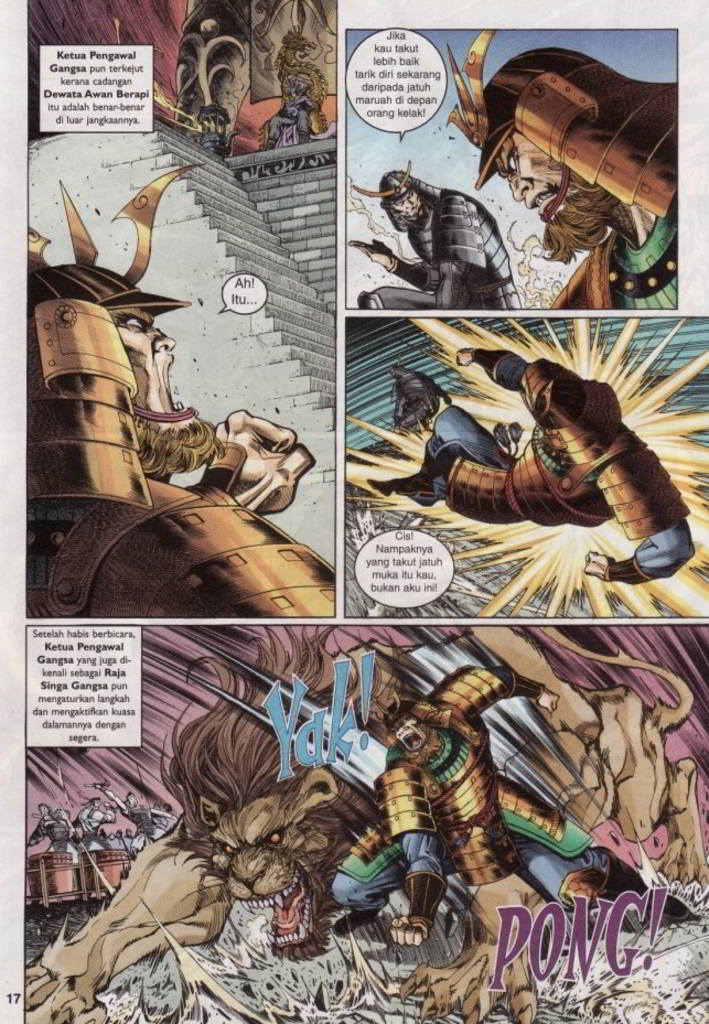 Ketua Pengawal
Gangsa pun terkejut
kerana cadangan
Dewata Awan Berapi
itu adalah benar-benar
di luar jangkaannya.
Ah!
Itu...
Jika
kau takut
lebih baik
tarik diri sekarang
daripada jatuh
maruah di depan
orang kelak!
Cis!
Nampaknya
yang takut jatuh
muka itu kau,
bukan aku ini!
Setelah habis berbicara,
Ketua Pengawal
Gangsa yang juga di-
kenali sebagai Raja
Singa Gangsa pun
mengaturkan langkah
dan mengaktifkan kuasa
dalamannya dengan
segera.
Yak!
PONG!
17